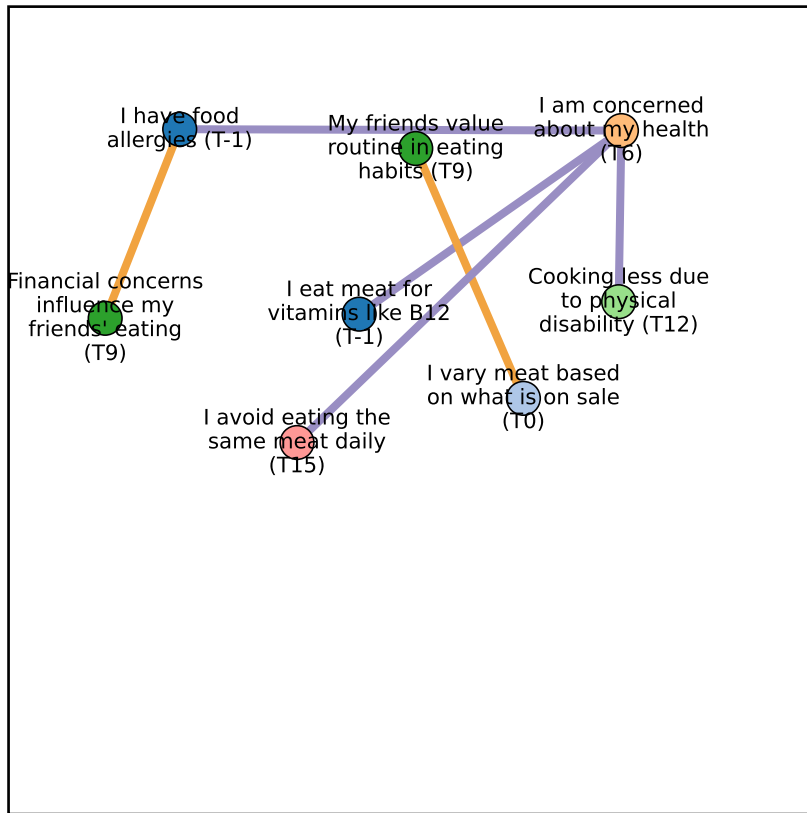 I have food
allergies (T-1)
My friends value
routine in eating
habits (T9)
I am concerned
about my health
(T6)
Financial concerns
influence my
friends' eating
(T9)
I eat meat for
vitamins like B12
(T-1)
Cooking less due
to physical
disability (T12)
I vary meat based
on what is on sale
(T0)
I avoid eating the
same meat daily
(T15)